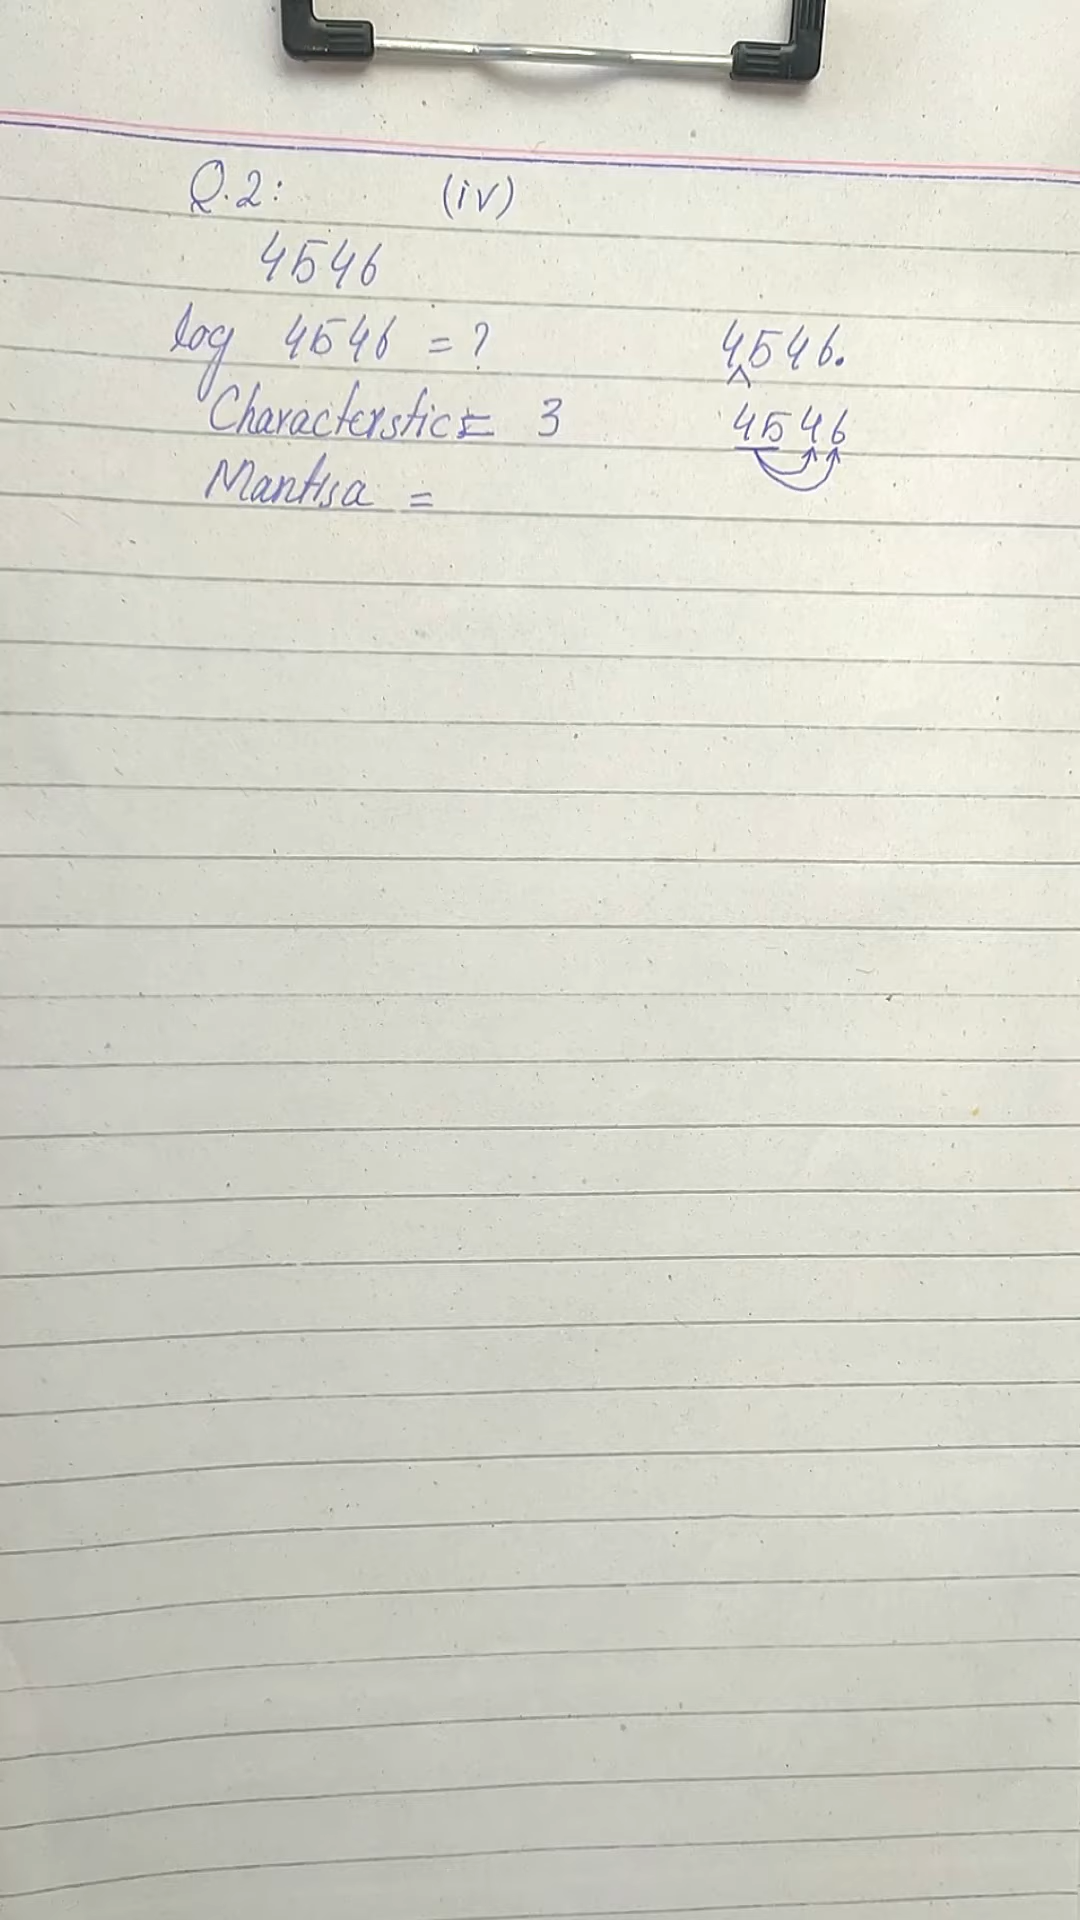 Q.2: (iv)
4546
log 4546 = ?
4546.
Characterstic = 3
4546
Mantisa =